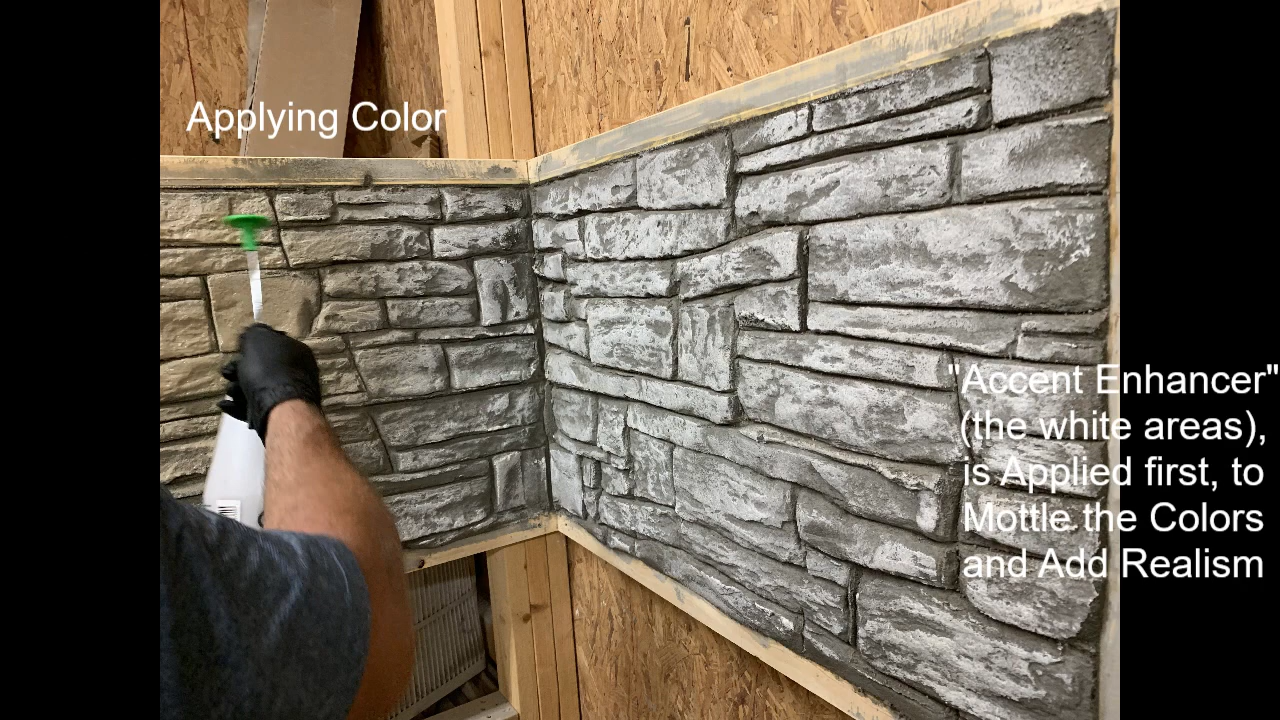 Applying Color
"Accent Enhancer"
(the white areas),
is Applied first, to
Mottle the Colors
and Add Realism